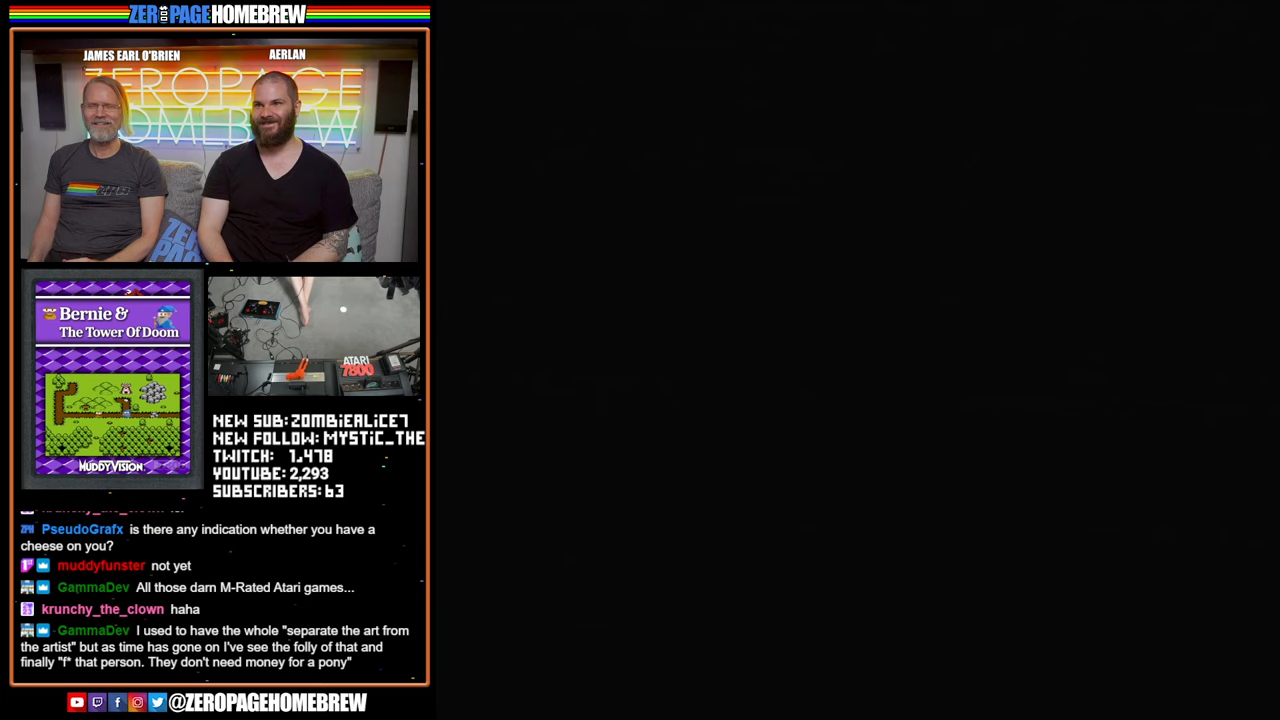 ZEROPAGE HOMEBREW
JAMES EARL O'BRIEN
AERLAN
ZEROPAGE
HOMEBREW
Bernie &
The Tower Of Doom
MUDDYVISION
ATARI
7800
NEW SUB: ZOMBIEALICE7
NEW FOLLOW: MYSTIC_THE
TWITCH: 1,478
YOUTUBE: 2,293
SUBSCRIBERS: 63
PseudoGrafx is there any indication whether you have a
cheese on you?
muddyfunster not yet
GammaDev All those darn M-Rated Atari games...
krunchy_the_clown haha
GammaDev I used to have the whole "separate the art from
the artist" but as time has gone on I've see the folly of that and
finally "f* that person. They don't need money for a pony"
@ZEROPAGEHOMEBREW